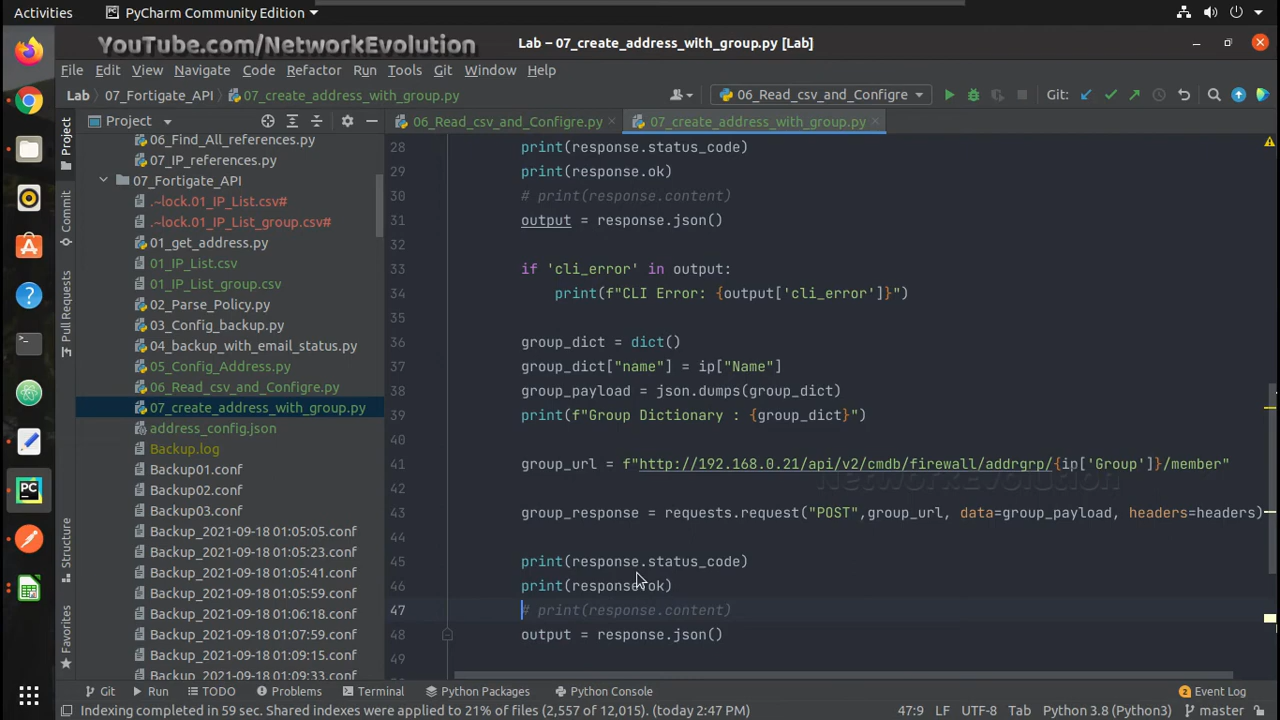 Activities PyCharm Community Edition
YouTube.com/NetworkEvolution Lab – 07_create_address_with_group.py [Lab]
File Edit View Navigate Code Refactor Run Tools Git Window Help
Lab 07_Fortigate_API 07_create_address_with_group.py 06_Read_csv_and_Configre Git:
Project 06_Read_csv_and_Configre.py 07_create_address_with_group.py
Project
Commit
Pull Requests
Structure
Favorites
06_Find_All_references.py
07_IP_references.py
07_Fortigate_API
.~lock.01_IP_List.csv#
.~lock.01_IP_List_group.csv#
01_get_address.py
01_IP_List.csv
01_IP_List_group.csv
02_Parse_Policy.py
03_Config_backup.py
04_backup_with_email_status.py
05_Config_Address.py
06_Read_csv_and_Configre.py
07_create_address_with_group.py
address_config.json
Backup.log
Backup01.conf
Backup02.conf
Backup03.conf
Backup_2021-09-18 01:05:05.conf
Backup_2021-09-18 01:05:23.conf
Backup_2021-09-18 01:05:41.conf
Backup_2021-09-18 01:05:59.conf
Backup_2021-09-18 01:06:18.conf
Backup_2021-09-18 01:07:59.conf
Backup_2021-09-18 01:09:15.conf
Backup_2021-09-18 01:09:33.conf
28 print(response.status_code)
29 print(response.ok)
30 # print(response.content)
31 output = response.json()
32
33 if 'cli_error' in output:
34 print(f"CLI Error: {output['cli_error']}")
35
36 group_dict = dict()
37 group_dict["name"] = ip["Name"]
38 group_payload = json.dumps(group_dict)
39 print(f"Group Dictionary : {group_dict}")
40
41 group_url = f"http://192.168.0.21/api/v2/cmdb/firewall/addrgrp/{ip['Group']}/member"
NetworkEvolution
42
43 group_response = requests.request("POST",group_url, data=group_payload, headers=headers)
44
45 print(response.status_code)
46 print(response.ok)
47 # print(response.content)
48 output = response.json()
49
Git Run TODO Problems Terminal Python Packages Python Console 2 Event Log
Indexing completed in 59 sec. Shared indexes were applied to 21% of files (2,557 of 12,015). (today 2:47 PM) 47:9 LF UTF-8 Tab Python 3.8 (Python3) master